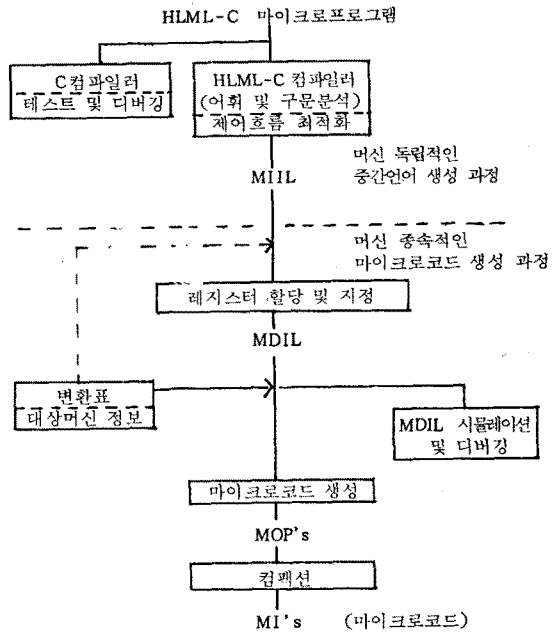 HLML-C 마이크로프로그램
C컴파일러
테스트 및 디버깅
HLML-C 컴파일러
(어휘 및 구문분석)
제어흐름 최적화
머신 독립적인
중간언어 생성 과정
MIIL
머신 종속적인
마이크로코드 생성 과정
레지스터 할당 및 지정
MDIL
변환표
대상머신 정보
MDIL 시뮬레이션
및 디버깅
마이크로코드 생성
MOP's
컴팩션
MI's (마이크로코드)